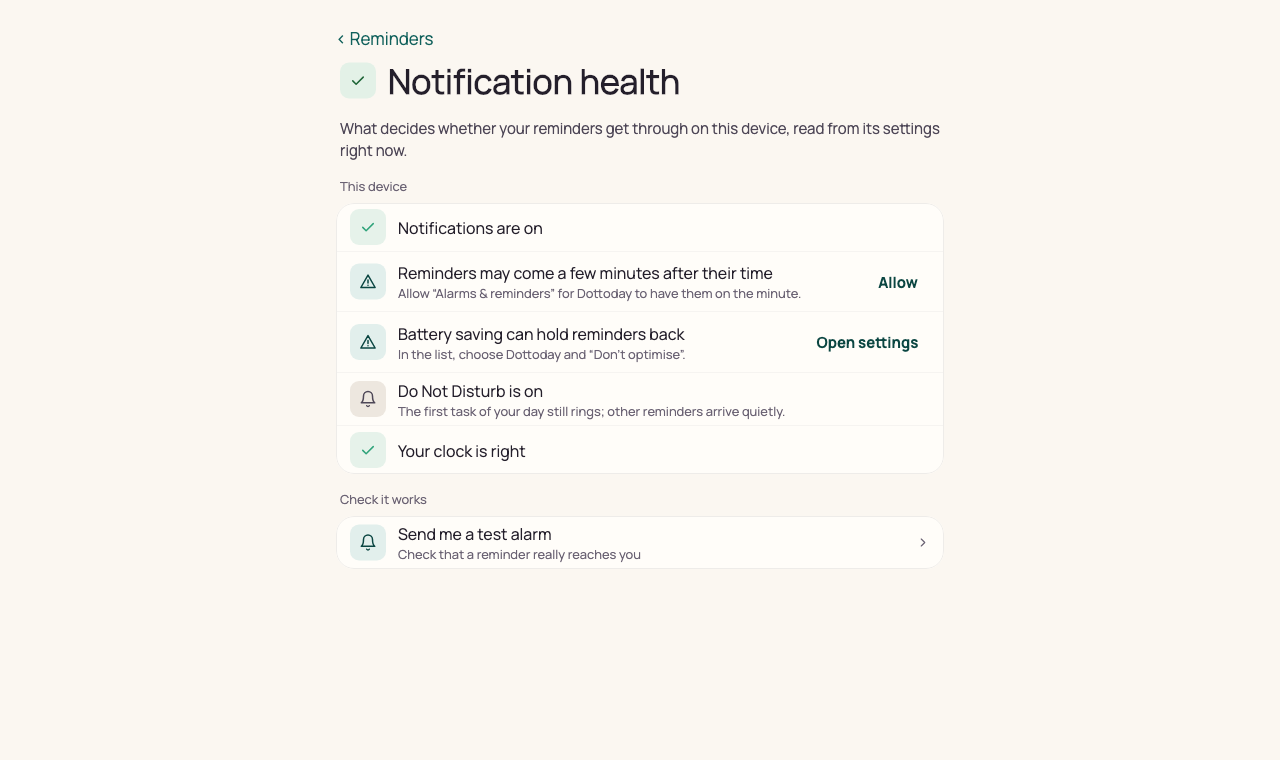 Reminders
Notification health
What decides whether your reminders get through on this device, read from its settings
right now.
This device
Notifications are on
Reminders may come a few minutes after their time
Allow “Alarms & reminders” for Dottoday to have them on the minute.
Allow
Battery saving can hold reminders back
In the list, choose Dottoday and “Don’t optimise”.
Open settings
Do Not Disturb is on
The first task of your day still rings; other reminders arrive quietly.
Your clock is right
Check it works
Send me a test alarm
Check that a reminder really reaches you